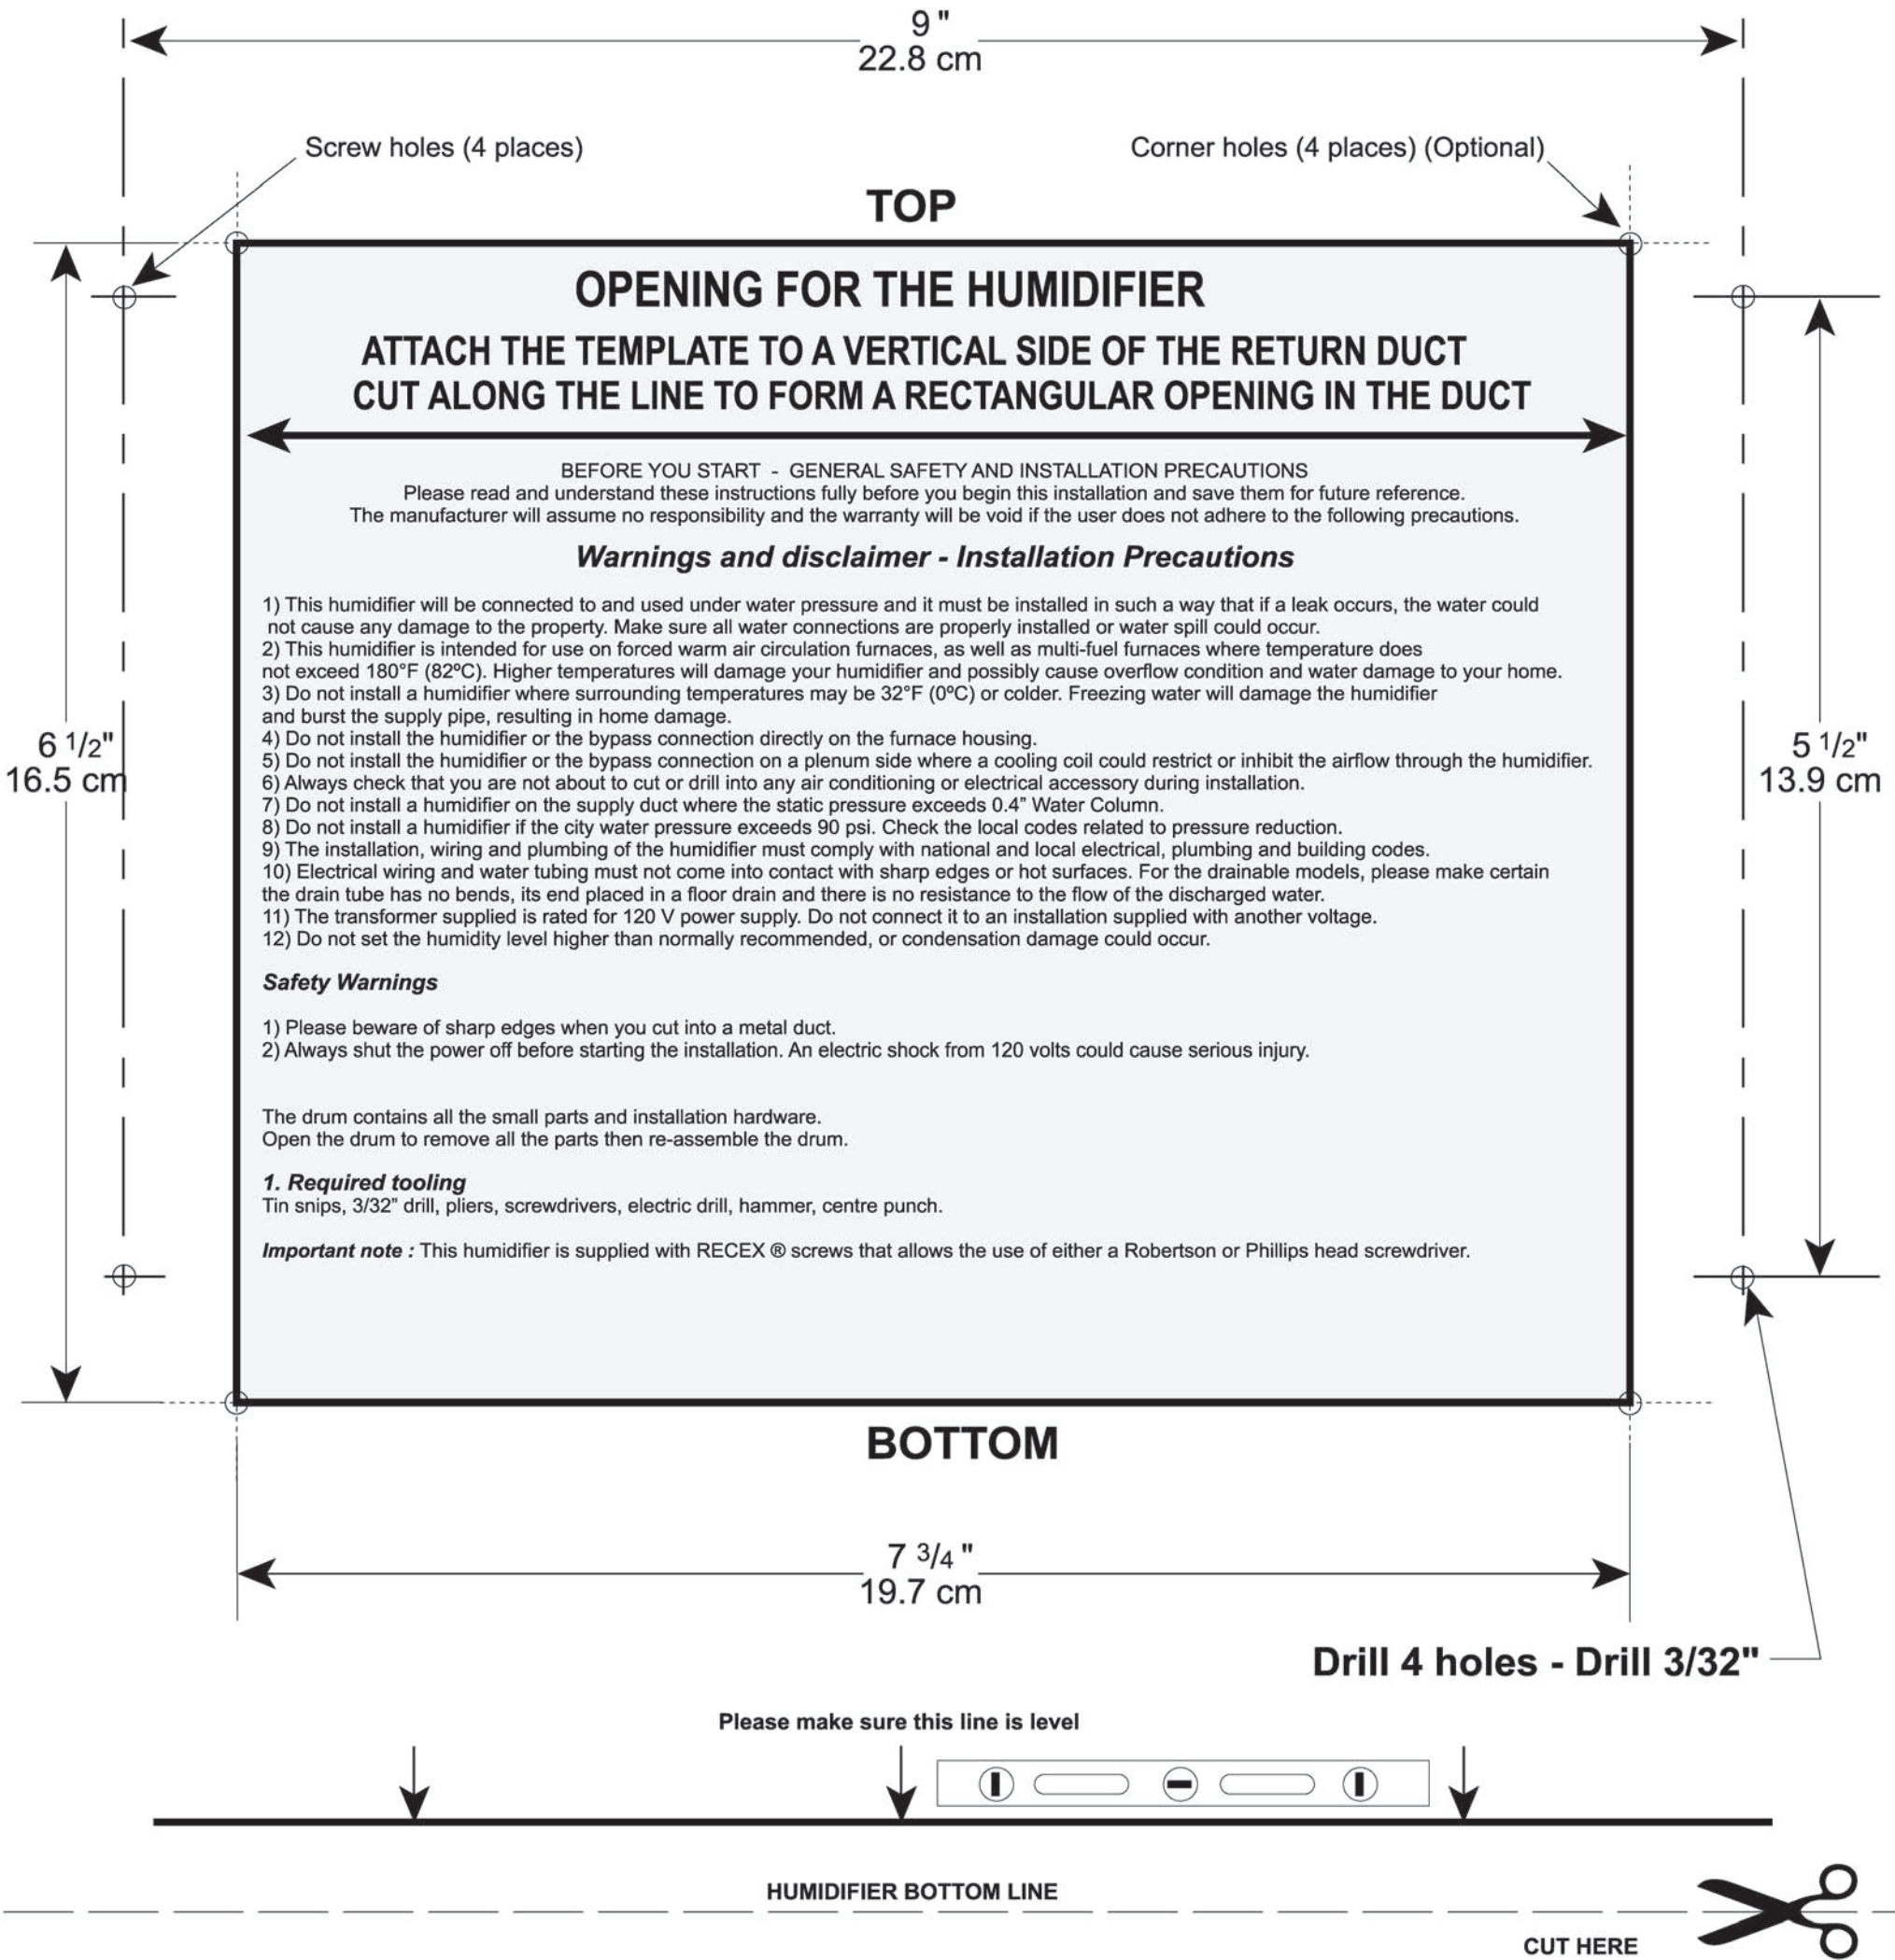 9 "
22.8 cm
Screw holes (4 places)
Corner holes (4 places) (Optional)
TOP
OPENING FOR THE HUMIDIFIER
ATTACH THE TEMPLATE TO A VERTICAL SIDE OF THE RETURN DUCT
CUT ALONG THE LINE TO FORM A RECTANGULAR OPENING IN THE DUCT
BEFORE YOU START - GENERAL SAFETY AND INSTALLATION PRECAUTIONS
Please read and understand these instructions fully before you begin this installation and save them for future reference.
The manufacturer will assume no responsibility and the warranty will be void if the user does not adhere to the following precautions.
Warnings and disclaimer - Installation Precautions
1) This humidifier will be connected to and used under water pressure and it must be installed in such a way that if a leak occurs, the water could
not cause any damage to the property. Make sure all water connections are properly installed or water spill could occur.
2) This humidifier is intended for use on forced warm air circulation furnaces, as well as multi-fuel furnaces where temperature does
not exceed 180°F (82ºC). Higher temperatures will damage your humidifier and possibly cause overflow condition and water damage to your home.
3) Do not install a humidifier where surrounding temperatures may be 32°F (0ºC) or colder. Freezing water will damage the humidifier
and burst the supply pipe, resulting in home damage.
4) Do not install the humidifier or the bypass connection directly on the furnace housing.
5) Do not install the humidifier or the bypass connection on a plenum side where a cooling coil could restrict or inhibit the airflow through the humidifier.
6) Always check that you are not about to cut or drill into any air conditioning or electrical accessory during installation.
7) Do not install a humidifier on the supply duct where the static pressure exceeds 0.4” Water Column.
8) Do not install a humidifier if the city water pressure exceeds 90 psi. Check the local codes related to pressure reduction.
9) The installation, wiring and plumbing of the humidifier must comply with national and local electrical, plumbing and building codes.
10) Electrical wiring and water tubing must not come into contact with sharp edges or hot surfaces. For the drainable models, please make certain
the drain tube has no bends, its end placed in a floor drain and there is no resistance to the flow of the discharged water.
11) The transformer supplied is rated for 120 V power supply. Do not connect it to an installation supplied with another voltage.
12) Do not set the humidity level higher than normally recommended, or condensation damage could occur.
Safety Warnings
1) Please beware of sharp edges when you cut into a metal duct.
2) Always shut the power off before starting the installation. An electric shock from 120 volts could cause serious injury.
The drum contains all the small parts and installation hardware.
Open the drum to remove all the parts then re-assemble the drum.
1. Required tooling
Tin snips, 3/32” drill, pliers, screwdrivers, electric drill, hammer, centre punch.
Important note : This humidifier is supplied with RECEX ® screws that allows the use of either a Robertson or Phillips head screwdriver.
6 1/2"
16.5 cm
5 1/2"
13.9 cm
BOTTOM
7 3/4 "
19.7 cm
Drill 4 holes - Drill 3/32"
Please make sure this line is level
HUMIDIFIER BOTTOM LINE
CUT HERE